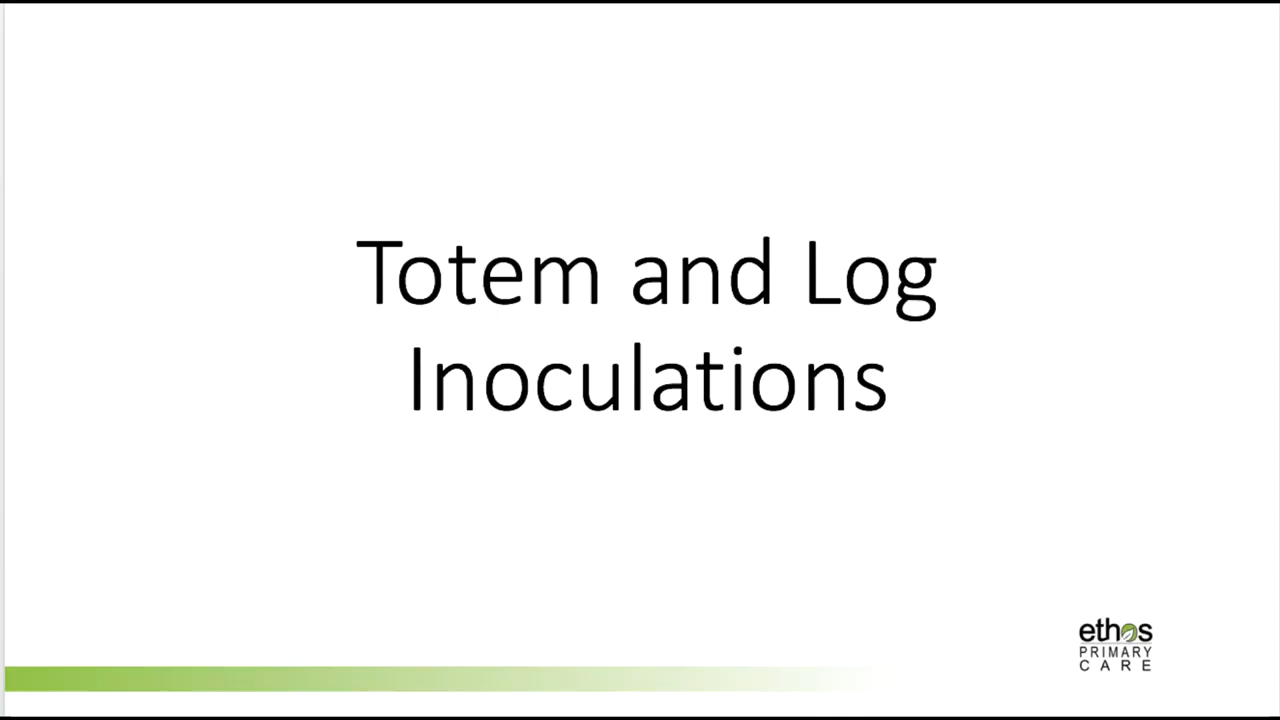 Totem and Log
Inoculations
ethos
PRIMARY
CARE